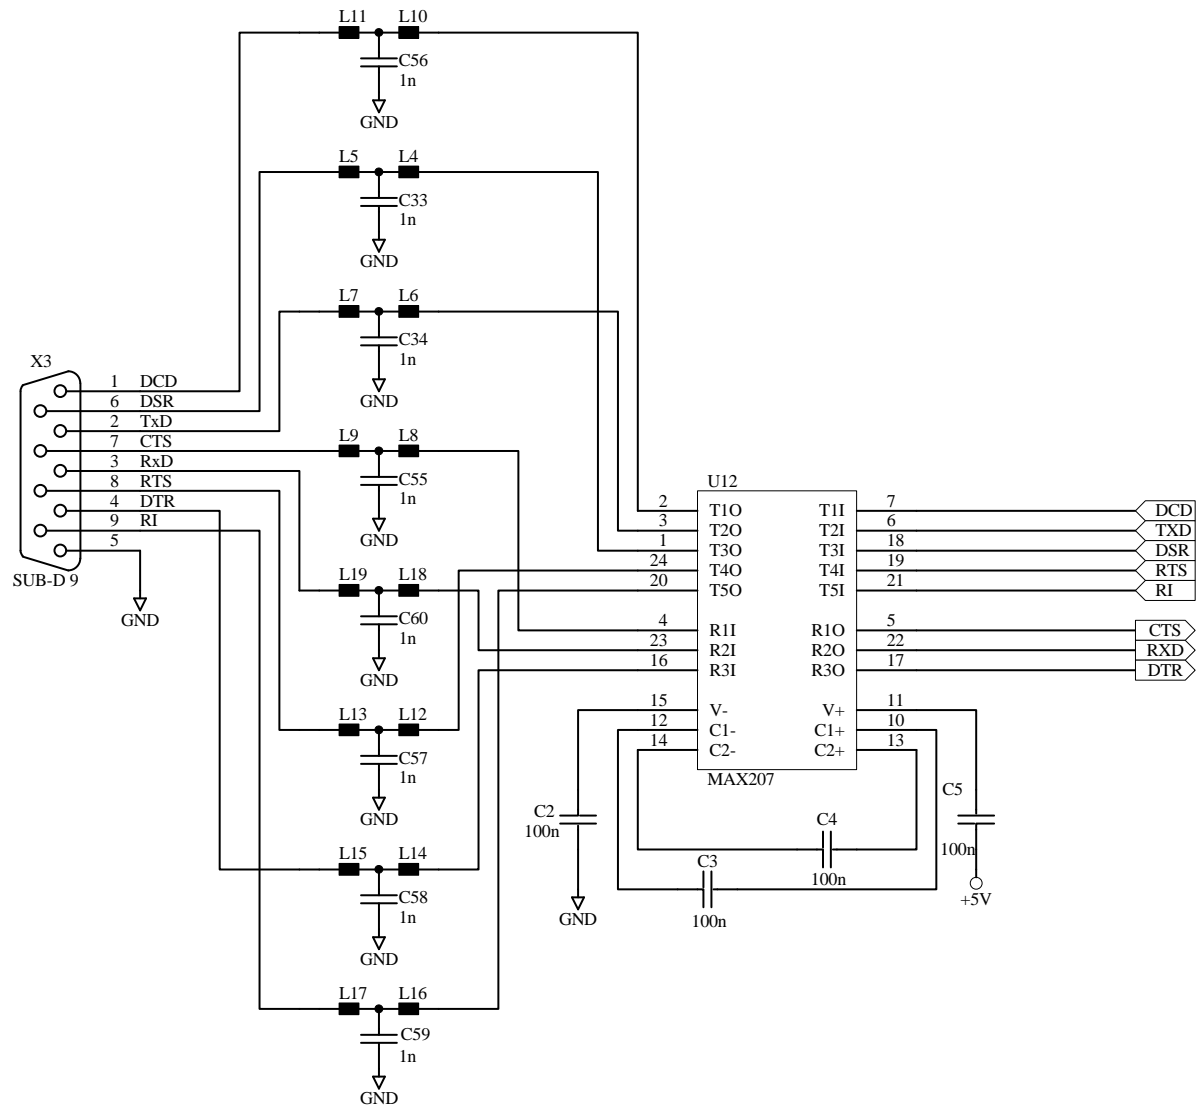 L11 L10
C56
1n
GND
L5 L4
C33
1n
GND
L7 L6
C34
1n
GND
X3
1 DCD
6 DSR
2 TxD
7 CTS
3 RxD
8 RTS
4 DTR
9 RI
5
SUB-D 9
GND
L9 L8
C55
1n
GND
L19 L18
C60
1n
GND
L13 L12
C57
1n
GND
L15 L14
C58
1n
GND
L17 L16
C59
1n
GND
U12
2 T1O T1I 7 DCD
3 T2O T2I 6 TXD
1 T3O T3I 18 DSR
24 T4O T4I 19 RTS
20 T5O T5I 21 RI
4 R1I R1O 5 CTS
23 R2I R2O 22 RXD
16 R3I R3O 17 DTR
15 V- V+ 11
12 C1- C1+ 10
14 C2- C2+ 13
MAX207
C2
100n
GND
C3
100n
C4
100n
C5
100n
+5V